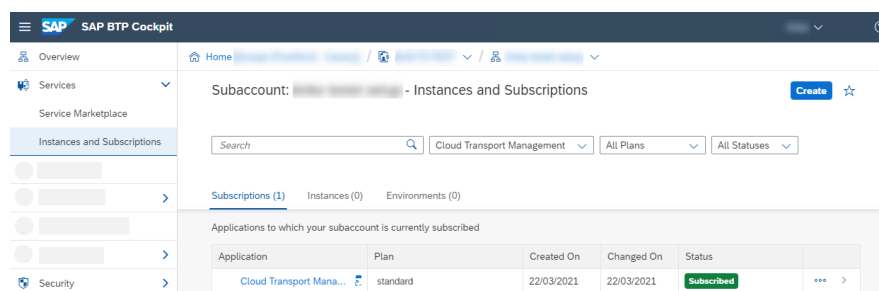 SAP SAP BTP Cockpit
Overview
Home / /
Services
Subaccount: - Instances and Subscriptions
Create
Service Marketplace
Instances and Subscriptions
Search
Cloud Transport Management
All Plans
All Statuses
Subscriptions (1) Instances (0) Environments (0)
Applications to which your subaccount is currently subscribed
Application Plan Created On Changed On Status
Cloud Transport Mana... standard 22/03/2021 22/03/2021 Subscribed
Security